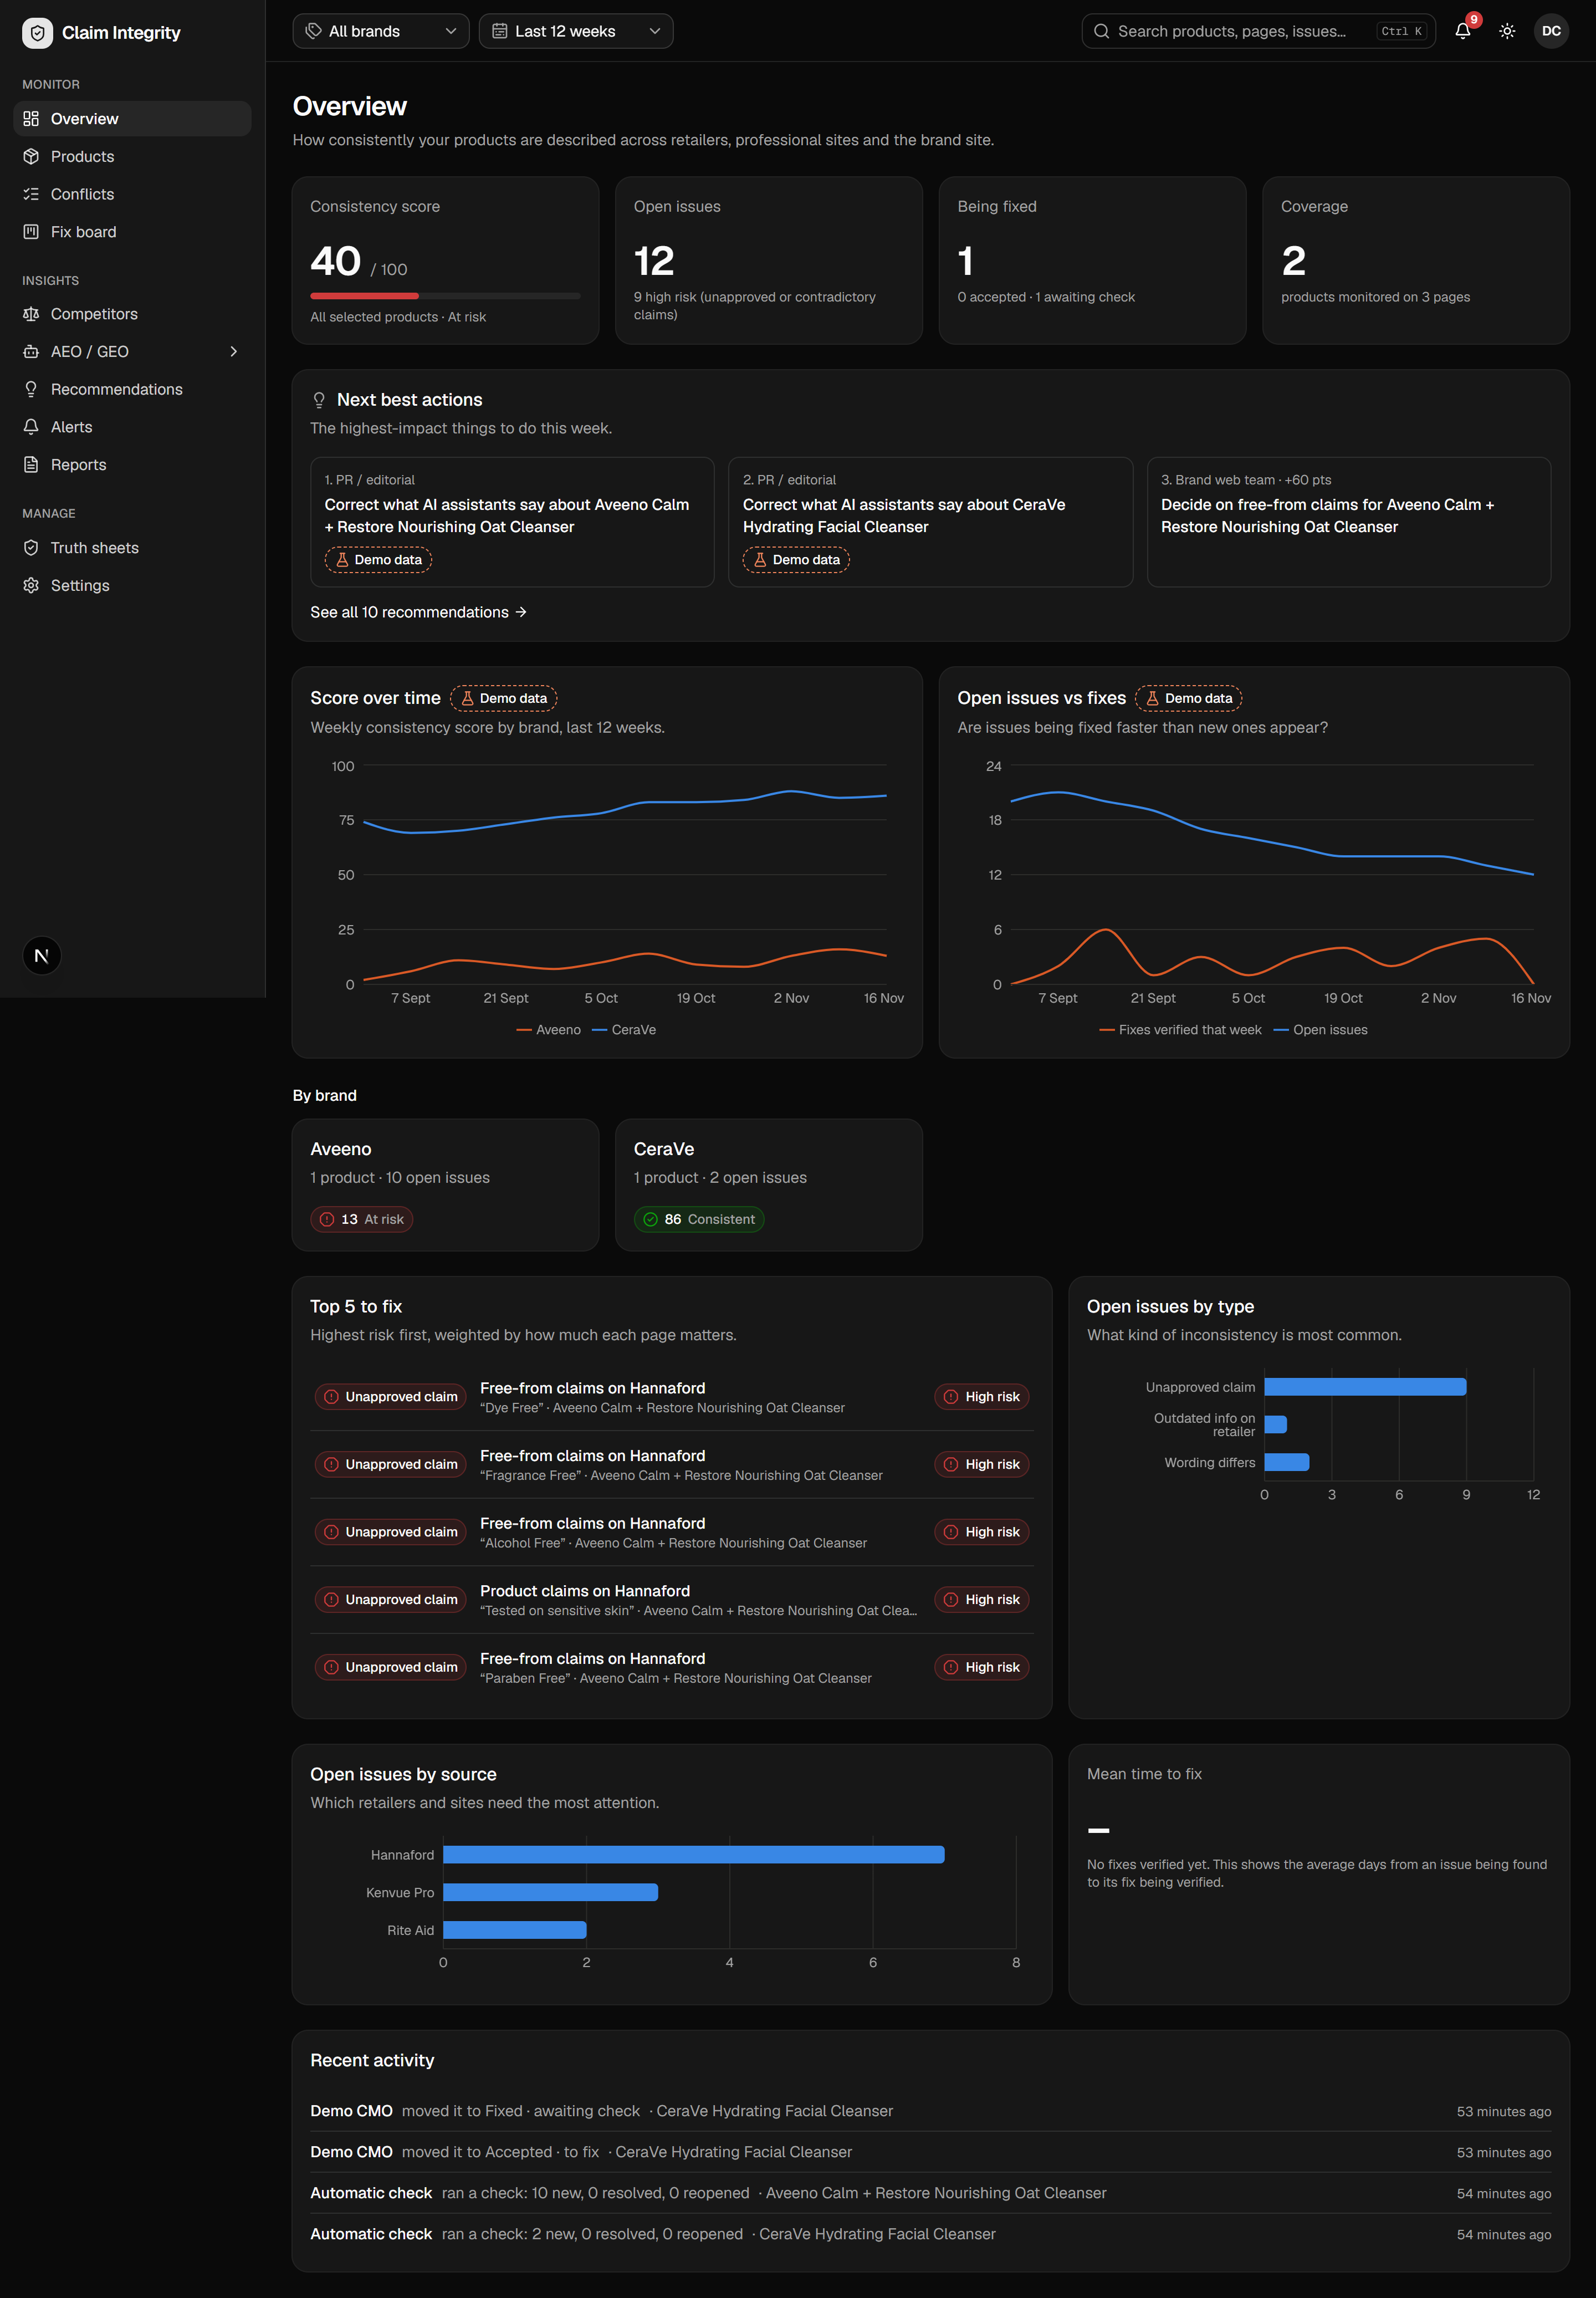 Claim Integrity
MONITOR
Overview
Products
Conflicts
Fix board
INSIGHTS
Competitors
AEO / GEO
Recommendations
Alerts
Reports
MANAGE
Truth sheets
Settings
N
All brands
Last 12 weeks
Search products, pages, issues...
Ctrl K
9
DC
Overview
How consistently your products are described across retailers, professional sites and the brand site.
Consistency score
40 / 100
All selected products · At risk
Open issues
12
9 high risk (unapproved or contradictory
claims)
Being fixed
1
0 accepted · 1 awaiting check
Coverage
2
products monitored on 3 pages
Next best actions
The highest-impact things to do this week.
1. PR / editorial
Correct what AI assistants say about Aveeno Calm
+ Restore Nourishing Oat Cleanser
Demo data
2. PR / editorial
Correct what AI assistants say about CeraVe
Hydrating Facial Cleanser
Demo data
3. Brand web team · +60 pts
Decide on free-from claims for Aveeno Calm +
Restore Nourishing Oat Cleanser
See all 10 recommendations →
Score over time
Demo data
Weekly consistency score by brand, last 12 weeks.
100
75
50
25
0
7 Sept
21 Sept
5 Oct
19 Oct
2 Nov
16 Nov
Aveeno
CeraVe
Open issues vs fixes
Demo data
Are issues being fixed faster than new ones appear?
24
18
12
6
0
7 Sept
21 Sept
5 Oct
19 Oct
2 Nov
16 Nov
Fixes verified that week
Open issues
By brand
Aveeno
1 product · 10 open issues
13 At risk
CeraVe
1 product · 2 open issues
86 Consistent
Top 5 to fix
Highest risk first, weighted by how much each page matters.
Unapproved claim
Free-from claims on Hannaford
“Dye Free” · Aveeno Calm + Restore Nourishing Oat Cleanser
High risk
Unapproved claim
Free-from claims on Hannaford
“Fragrance Free” · Aveeno Calm + Restore Nourishing Oat Cleanser
High risk
Unapproved claim
Free-from claims on Hannaford
“Alcohol Free” · Aveeno Calm + Restore Nourishing Oat Cleanser
High risk
Unapproved claim
Product claims on Hannaford
“Tested on sensitive skin” · Aveeno Calm + Restore Nourishing Oat Clea...
High risk
Unapproved claim
Free-from claims on Hannaford
“Paraben Free” · Aveeno Calm + Restore Nourishing Oat Cleanser
High risk
Open issues by type
What kind of inconsistency is most common.
Unapproved claim
Outdated info on
retailer
Wording differs
0
3
6
9
12
Open issues by source
Which retailers and sites need the most attention.
Hannaford
Kenvue Pro
Rite Aid
0
2
4
6
8
Mean time to fix
–
No fixes verified yet. This shows the average days from an issue being found
to its fix being verified.
Recent activity
Demo CMO moved it to Fixed · awaiting check · CeraVe Hydrating Facial Cleanser
53 minutes ago
Demo CMO moved it to Accepted · to fix · CeraVe Hydrating Facial Cleanser
53 minutes ago
Automatic check ran a check: 10 new, 0 resolved, 0 reopened · Aveeno Calm + Restore Nourishing Oat Cleanser
54 minutes ago
Automatic check ran a check: 2 new, 0 resolved, 0 reopened · CeraVe Hydrating Facial Cleanser
54 minutes ago